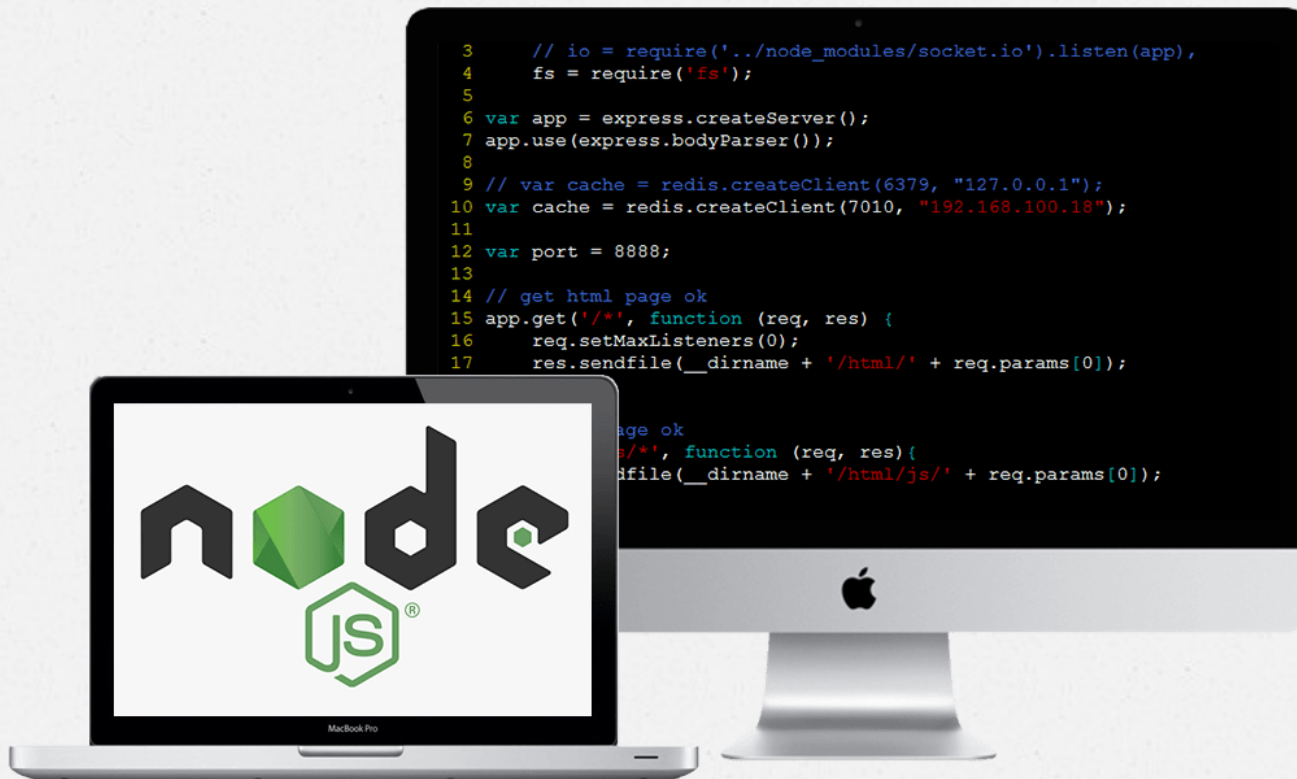 3 // io = require('../node_modules/socket.io').listen(app),
4 fs = require('fs');
5
6 var app = express.createServer();
7 app.use(express.bodyParser());
8
9 // var cache = redis.createClient(6379, "127.0.0.1");
10 var cache = redis.createClient(7010, "192.168.100.18");
11
12 var port = 8888;
13
14 // get html page ok
15 app.get('/*', function (req, res) {
16 req.setMaxListeners(0);
17 res.sendfile(__dirname + '/html/' + req.params[0]);
age ok
s/*', function (req, res){
dfile(__dirname + '/html/js/' + req.params[0]);
node
JS®
MacBook Pro